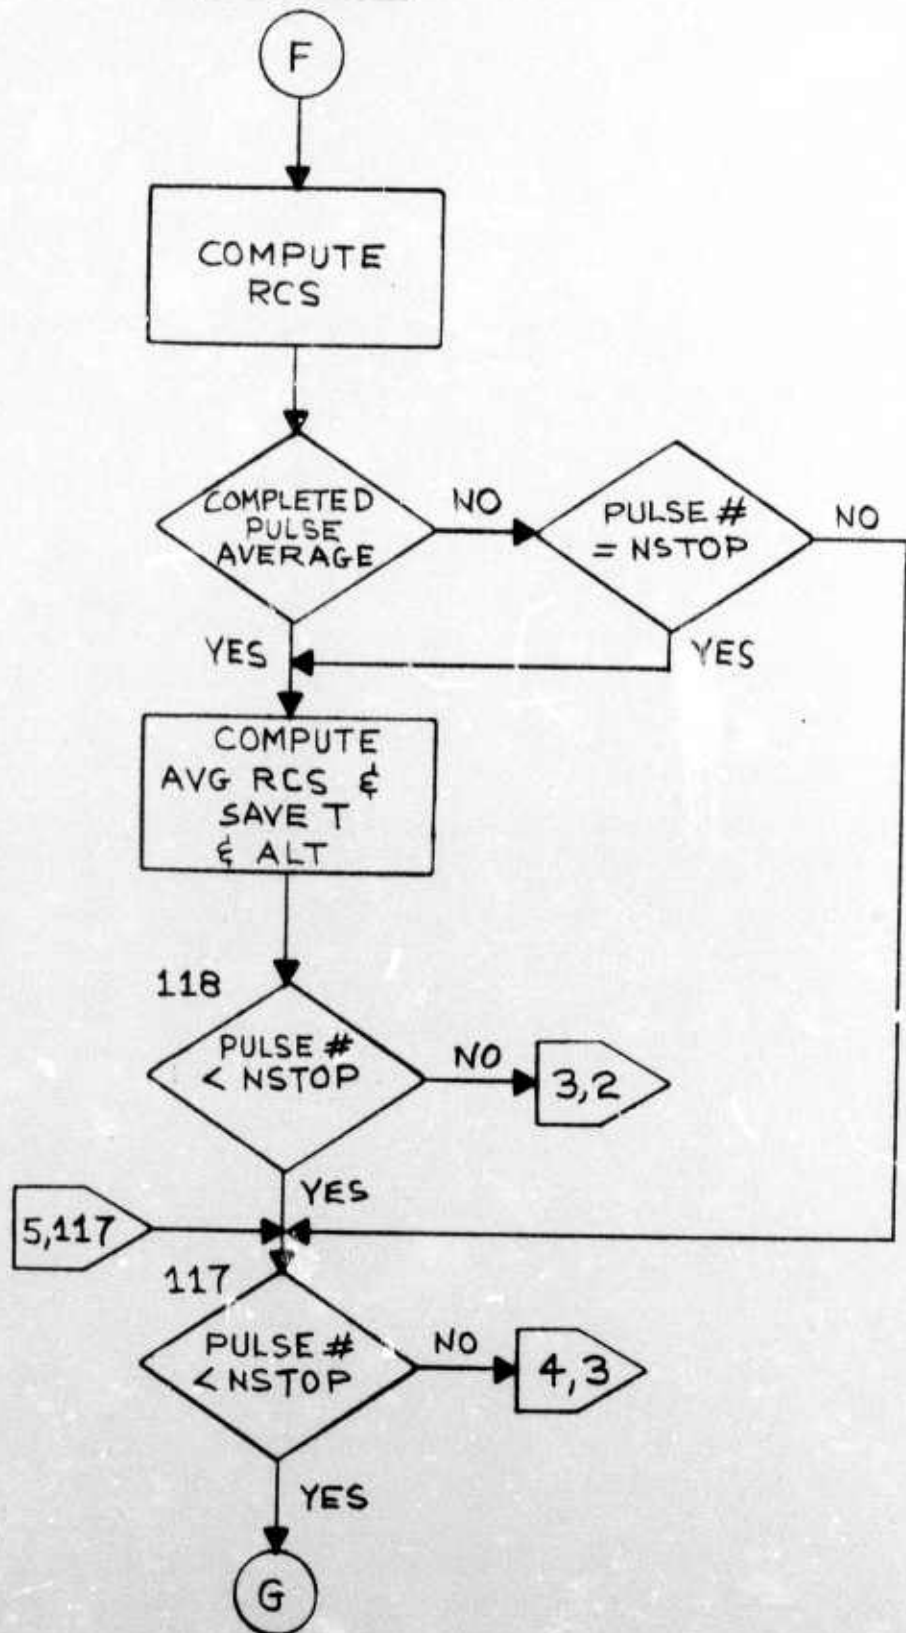 F
COMPUTE
RCS
COMPLETED
PULSE
AVERAGE
NO
PULSE #
= NSTOP
NO
YES
YES
COMPUTE
AVG RCS &
SAVE T
& ALT
118
PULSE #
< NSTOP
NO
3,2
YES
5,117
117
PULSE #
< NSTOP
NO
4,3
YES
G